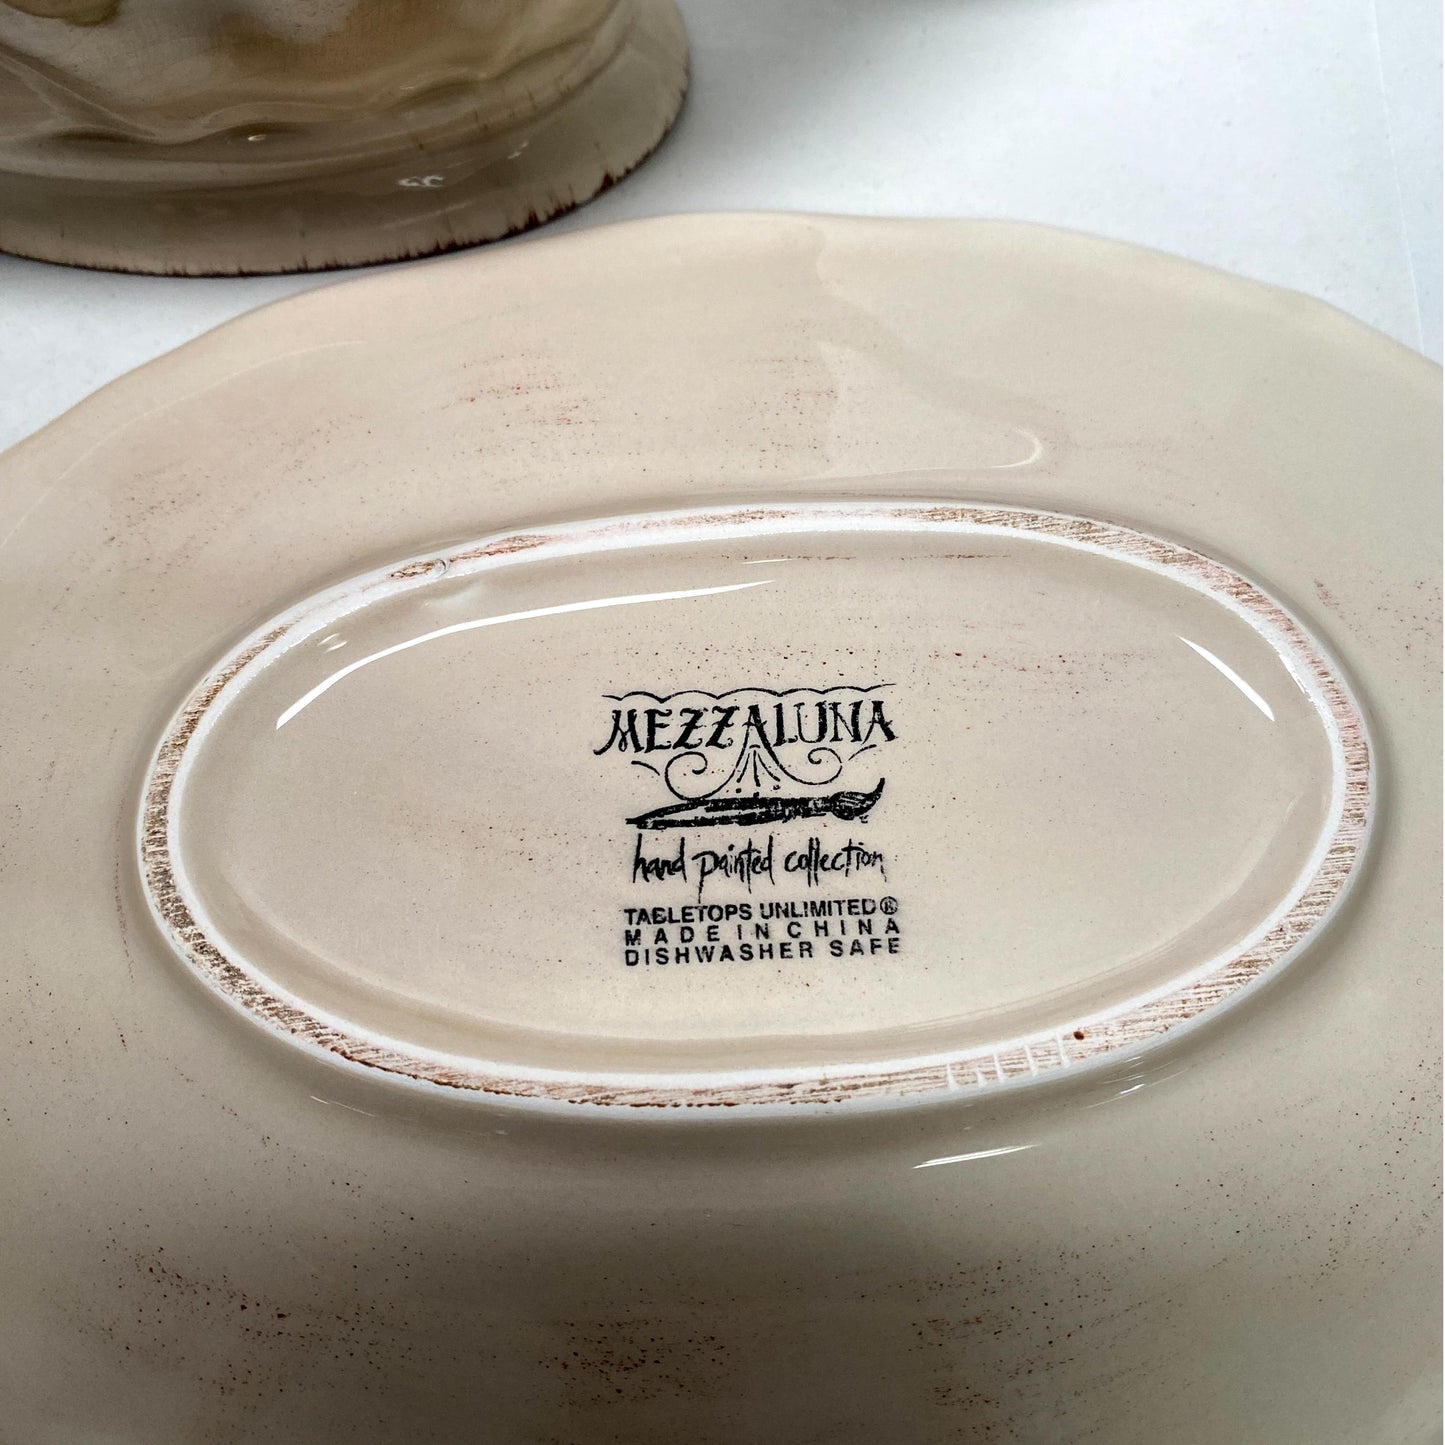 MEZZALUNA
hand painted collection
TABLETOPS UNLIMITED®
MADE IN CHINA
DISHWASHER SAFE